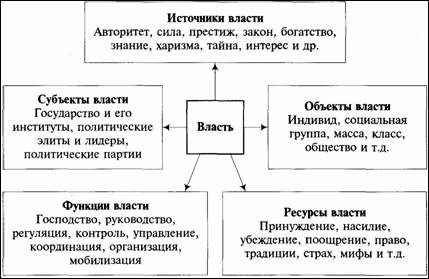 Источники власти
Авторитет, сила, престиж, закон, богатство,
знание, харизма, тайна, интерес и др.
Субъекты власти
Государство и его
институты, политические
элиты и лидеры,
политические партии
Власть
Объекты власти
Индивид, социальная
группа, масса, класс,
общество и т.д.
Функции власти
Господство, руководство,
регуляция, контроль, управление,
координация, организация,
мобилизация
Ресурсы власти
Принуждение, насилие,
убеждение, поощрение, право,
традиции, страх, мифы и т.д.